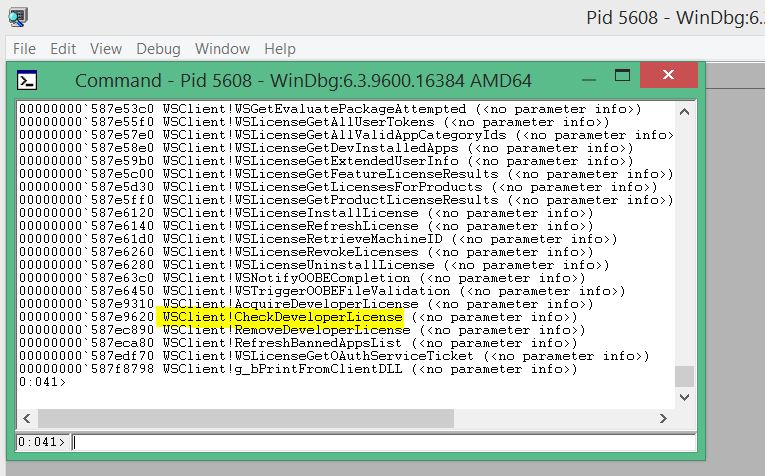 Pid 5608 - WinDbg:6.
File Edit View Debug Window Help
Command - Pid 5608 - WinDbg:6.3.9600.16384 AMD64
00000000`587e53c0 WSClient!WSGetEvaluatePackageAttempted (<no parameter info>)
00000000`587e55f0 WSClient!WSLicenseGetAllUserTokens (<no parameter info>)
00000000`587e57e0 WSClient!WSLicenseGetAllValidAppCategoryIds (<no parameter info>)
00000000`587e58e0 WSClient!WSLicenseGetDevInstalledApps (<no parameter info>)
00000000`587e59b0 WSClient!WSLicenseGetExtendedUserInfo (<no parameter info>)
00000000`587e5c00 WSClient!WSLicenseGetFeatureLicenseResults (<no parameter info>)
00000000`587e5d30 WSClient!WSLicenseGetLicensesForProducts (<no parameter info>)
00000000`587e5ff0 WSClient!WSLicenseGetProductLicenseResults (<no parameter info>)
00000000`587e6120 WSClient!WSLicenseInstallLicense (<no parameter info>)
00000000`587e6140 WSClient!WSLicenseRefreshLicense (<no parameter info>)
00000000`587e61d0 WSClient!WSLicenseRetrieveMachineID (<no parameter info>)
00000000`587e6260 WSClient!WSLicenseRevokeLicenses (<no parameter info>)
00000000`587e6280 WSClient!WSLicenseUninstallLicense (<no parameter info>)
00000000`587e63c0 WSClient!WSNotifyOOBECompletion (<no parameter info>)
00000000`587e6450 WSClient!WSTriggerOOBEFileValidation (<no parameter info>)
00000000`587e9310 WSClient!AcquireDeveloperLicense (<no parameter info>)
00000000`587e9620 WSClient!CheckDeveloperLicense (<no parameter info>)
00000000`587ec890 WSClient!RemoveDeveloperLicense (<no parameter info>)
00000000`587eca80 WSClient!RefreshBannedAppsList (<no parameter info>)
00000000`587edf70 WSClient!WSLicenseGetOAuthServiceTicket (<no parameter info>)
00000000`587f8798 WSClient!g_bPrintFromClientDLL (<no parameter info>)
0:041>
0:041>